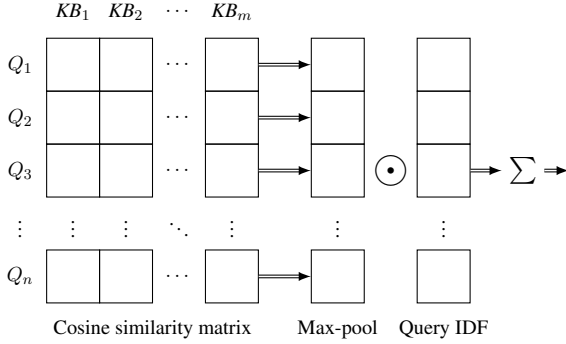 KB₁ KB₂ ··· KBₘ
Q₁ ··· 
Q₂ ··· 
Q₃ ··· ⊙ ∑
⋮ ⋮ ⋮ ⋱ ⋮ ⋮ ⋮
Qₙ ··· 
Cosine similarity matrix Max-pool Query IDF